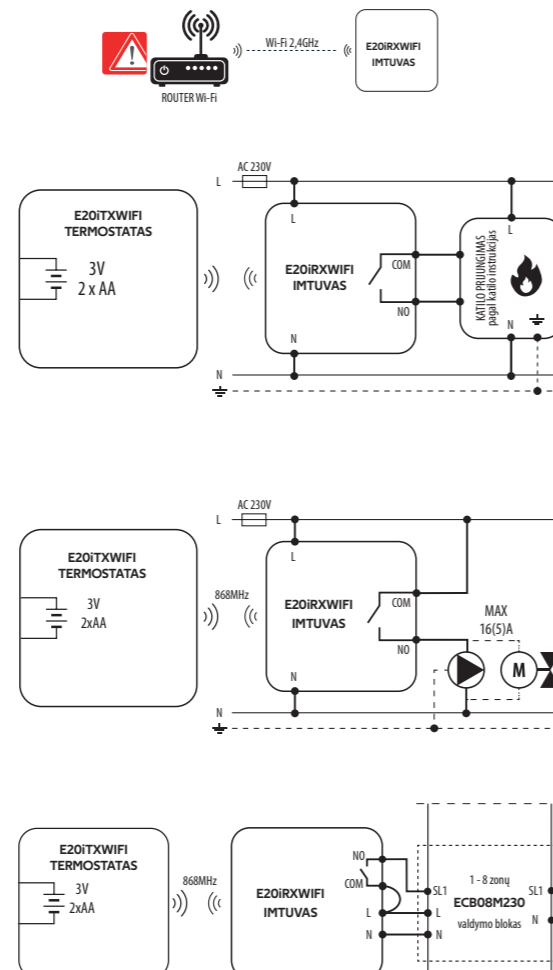 Wi-Fi 2,4GHz
E20iRXWIFI
IMTUVAS
ROUTER Wi-Fi
L
AC 230V
E20iTXWIFI
TERMOSTATAS
3V
2 x AA
L
E20iRXWIFI
IMTUVAS
COM
NO
N
L
KATILO PRIJUNGIMAS
pagal katilo instrukcijas
N
N
L
AC 230V
E20iTXWIFI
TERMOSTATAS
3V
2xAA
868MHz
L
E20iRXWIFI
IMTUVAS
COM
NO
N
MAX
16(5)A
M
N
E20iTXWIFI
TERMOSTATAS
3V
2xAA
868MHz
E20iRXWIFI
IMTUVAS
NO
COM
L
N
SL1
L
N
1 - 8 zonų
ECB08M230
valdymo blokas
SL1
N